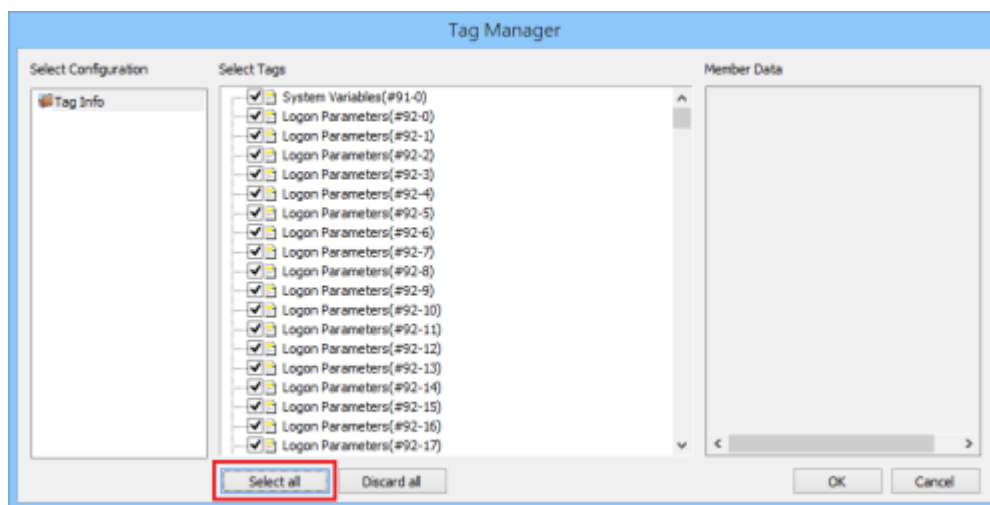 Tag Manager
Select Configuration
Select Tags
Member Data
Tag Info
System Variables(#91-0)
Logon Parameters(#92-0)
Logon Parameters(#92-1)
Logon Parameters(#92-2)
Logon Parameters(#92-3)
Logon Parameters(#92-4)
Logon Parameters(#92-5)
Logon Parameters(#92-6)
Logon Parameters(#92-7)
Logon Parameters(#92-8)
Logon Parameters(#92-9)
Logon Parameters(#92-10)
Logon Parameters(#92-11)
Logon Parameters(#92-12)
Logon Parameters(#92-13)
Logon Parameters(#92-14)
Logon Parameters(#92-15)
Logon Parameters(#92-16)
Logon Parameters(#92-17)
Select all
Discard all
OK
Cancel